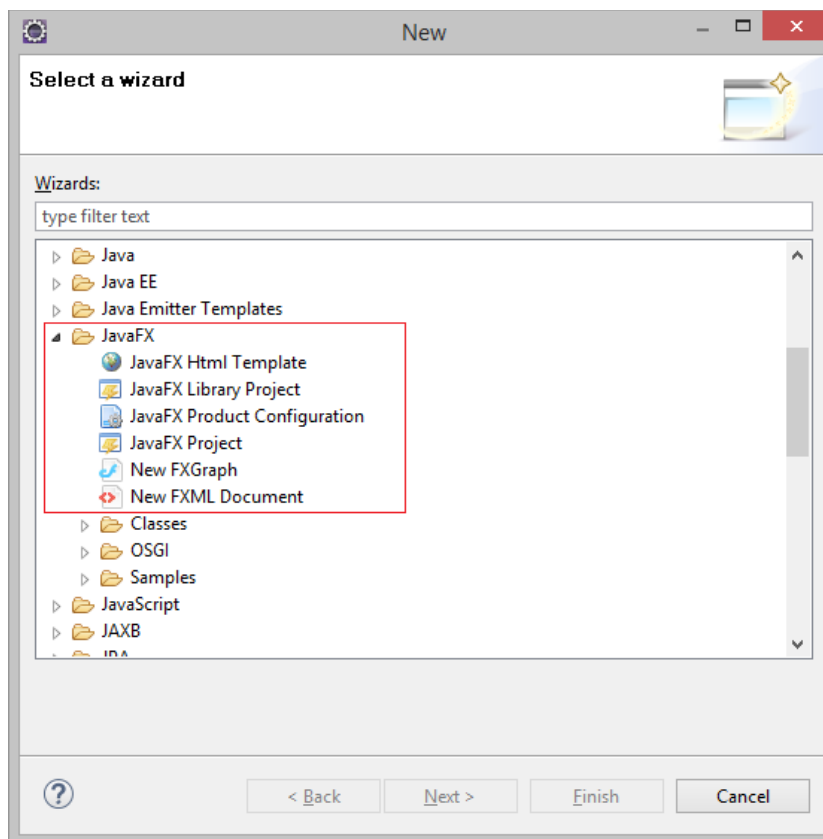 New
Select a wizard
Wizards:
type filter text
Java
Java EE
Java Emitter Templates
JavaFX
JavaFX Html Template
JavaFX Library Project
JavaFX Product Configuration
JavaFX Project
New FXGraph
New FXML Document
Classes
OSGI
Samples
JavaScript
JAXB
JPA
?
< Back
Next >
Finish
Cancel